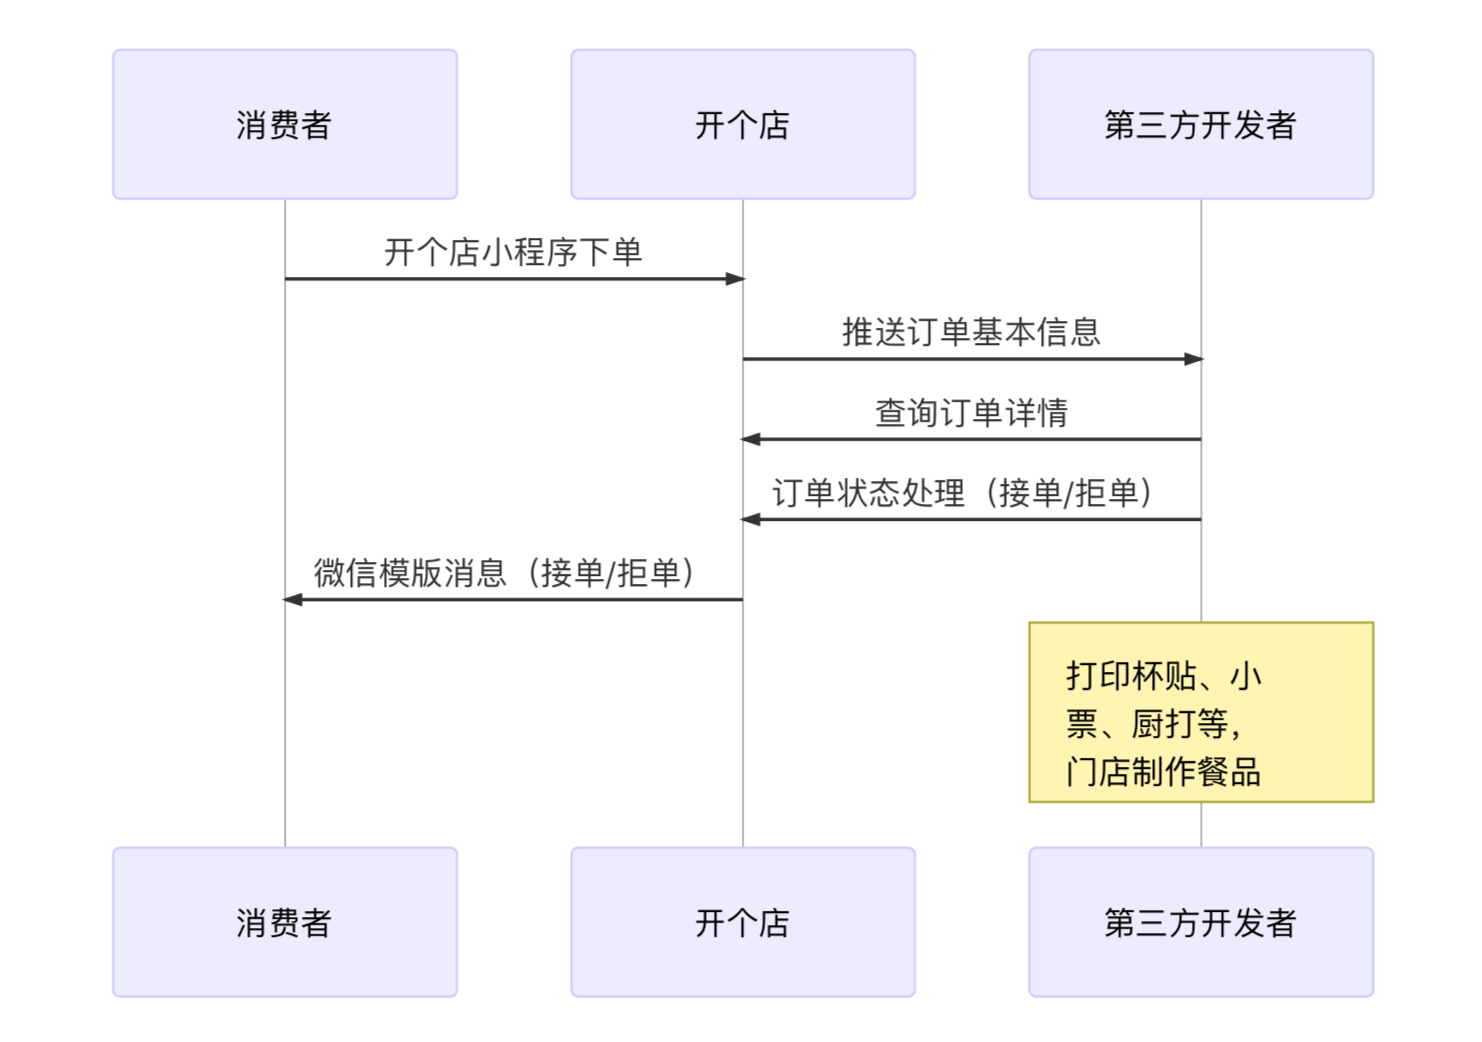 消费者
开个店
第三方开发者
开个店小程序下单
推送订单基本信息
查询订单详情
订单状态处理（接单/拒单）
微信模版消息（接单/拒单）
打印杯贴、小
票、厨打等，
门店制作餐品
消费者
开个店
第三方开发者